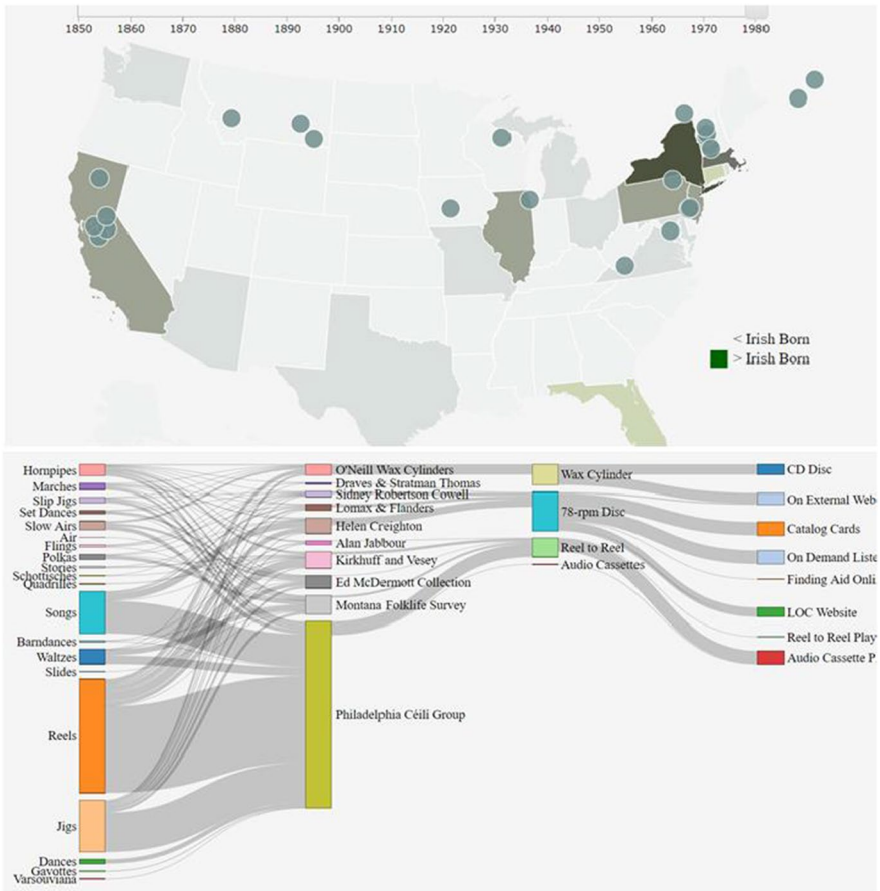 1850 1860 1870 1880 1890 1900 1910 1920 1930 1940 1950 1960 1970 1980
< Irish Born
> Irish Born
Hornpipes
Marches
Slip Jigs
Set Dances
Slow Airs
Air
Flings
Polkas
Stories
Schottisches
Quadrilles
Songs
Barndances
Waltzes
Slides
Reels
Jigs
Dances
Gavottes
Varsouviana
O'Neill Wax Cylinders
Draves & Stratman Thomas
Sidney Robertson Cowell
Lomax & Flanders
Helen Creighton
Alan Jabbour
Kirkhuff and Vesey
Ed McDermott Collection
Montana Folklife Survey
Philadelphia Céili Group
Wax Cylinder
78-rpm Disc
Reel to Reel
Audio Cassettes
CD Disc
On External Web
Catalog Cards
On Demand Liste
Finding Aid Onli
LOC Website
Reel to Reel Play
Audio Cassette P